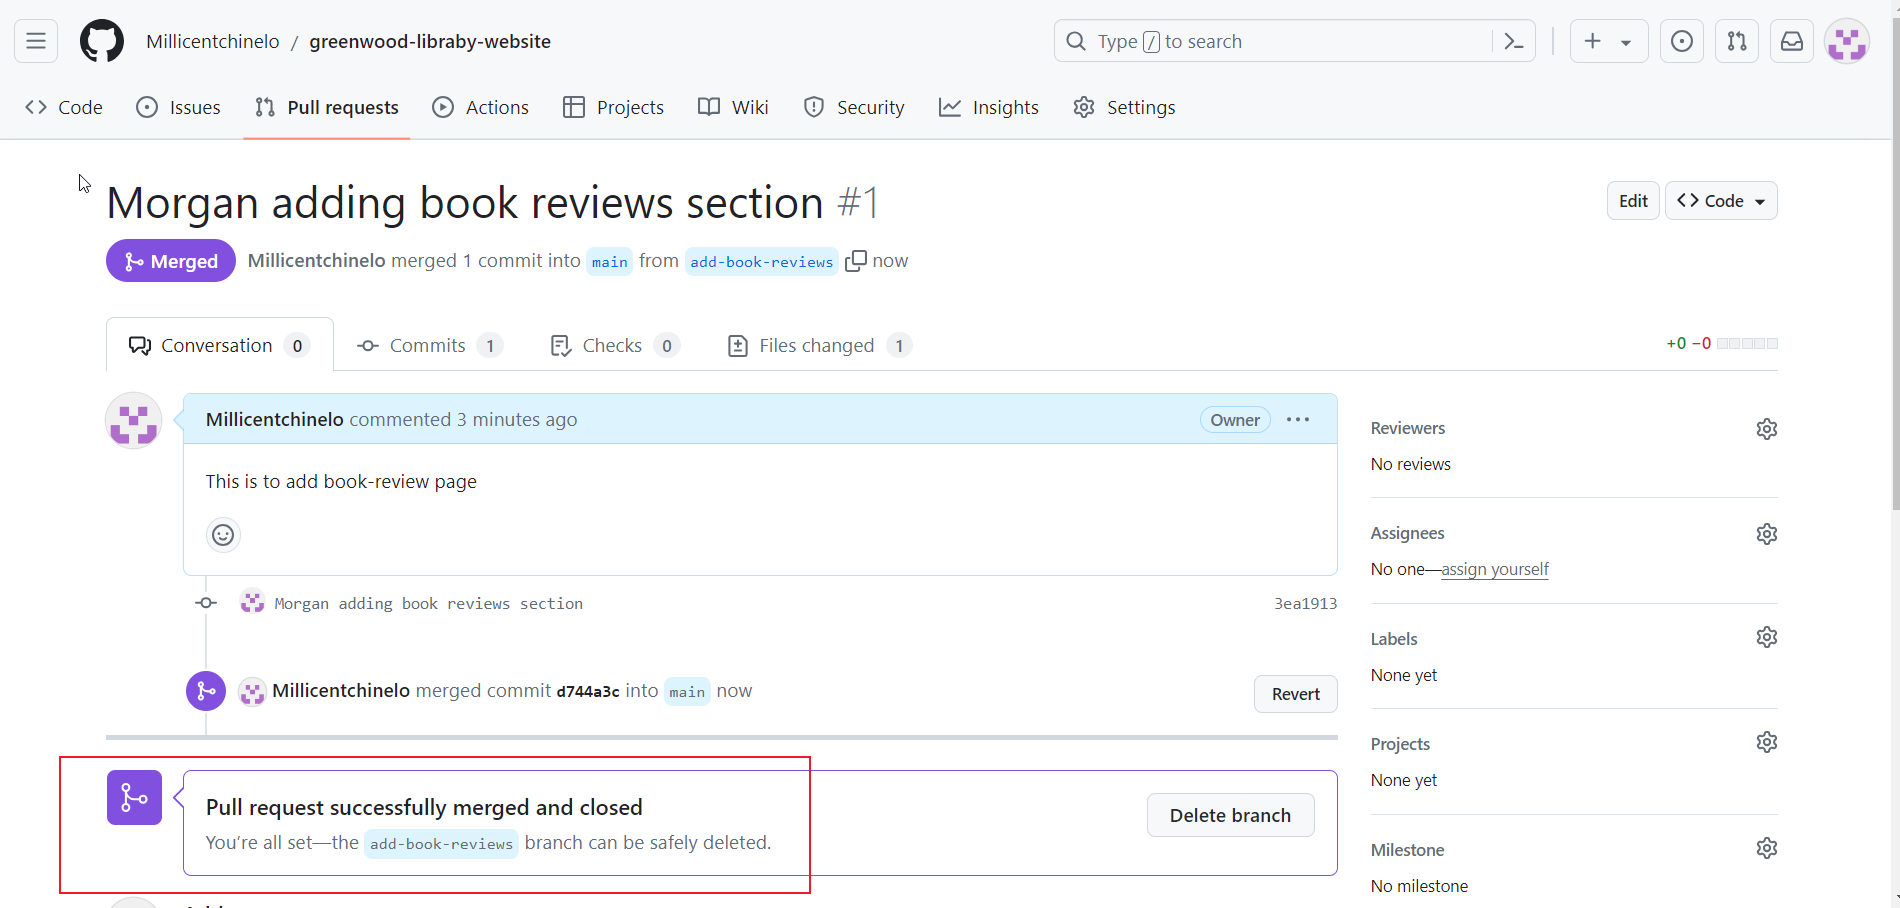 Millicentchinelo / greenwood-libraby-website
Type / to search
Code
Issues
Pull requests
Actions
Projects
Wiki
Security
Insights
Settings
Morgan adding book reviews section #1
Edit
Code
Merged
Millicentchinelo merged 1 commit into main from add-book-reviews now
Conversation 0
Commits 1
Checks 0
Files changed 1
+0 −0
Millicentchinelo commented 3 minutes ago
Owner
This is to add book-review page
Morgan adding book reviews section
3ea1913
Millicentchinelo merged commit d744a3c into main now
Revert
Pull request successfully merged and closed
You're all set—the add-book-reviews branch can be safely deleted.
Delete branch
Reviewers
No reviews
Assignees
No one—assign yourself
Labels
None yet
Projects
None yet
Milestone
No milestone